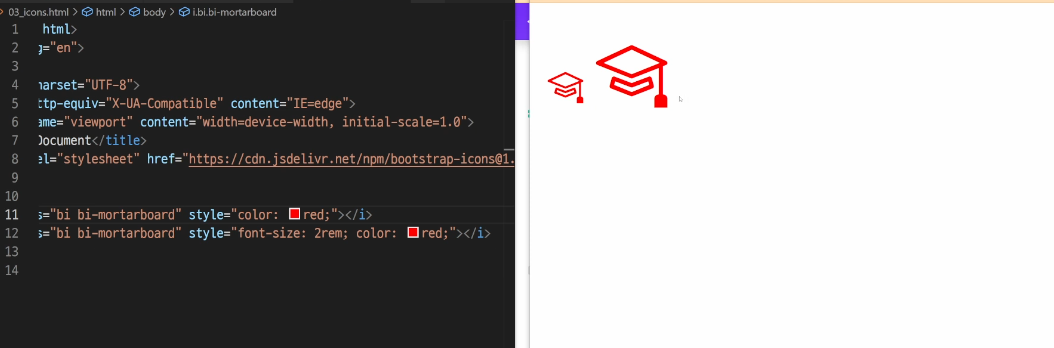 03_icons.html > html > body > i.bi.bi-mortarboard
1 html>
2 g="en">
3
4 harset="UTF-8">
5 ttp-equiv="X-UA-Compatible" content="IE=edge">
6 ame="viewport" content="width=device-width, initial-scale=1.0">
7 Document</title>
8 el="stylesheet" href="https://cdn.jsdelivr.net/npm/bootstrap-icons@1.
9
10
11 s="bi bi-mortarboard" style="color: red;"></i>
12 s="bi bi-mortarboard" style="font-size: 2rem; color: red;"></i>
13
14